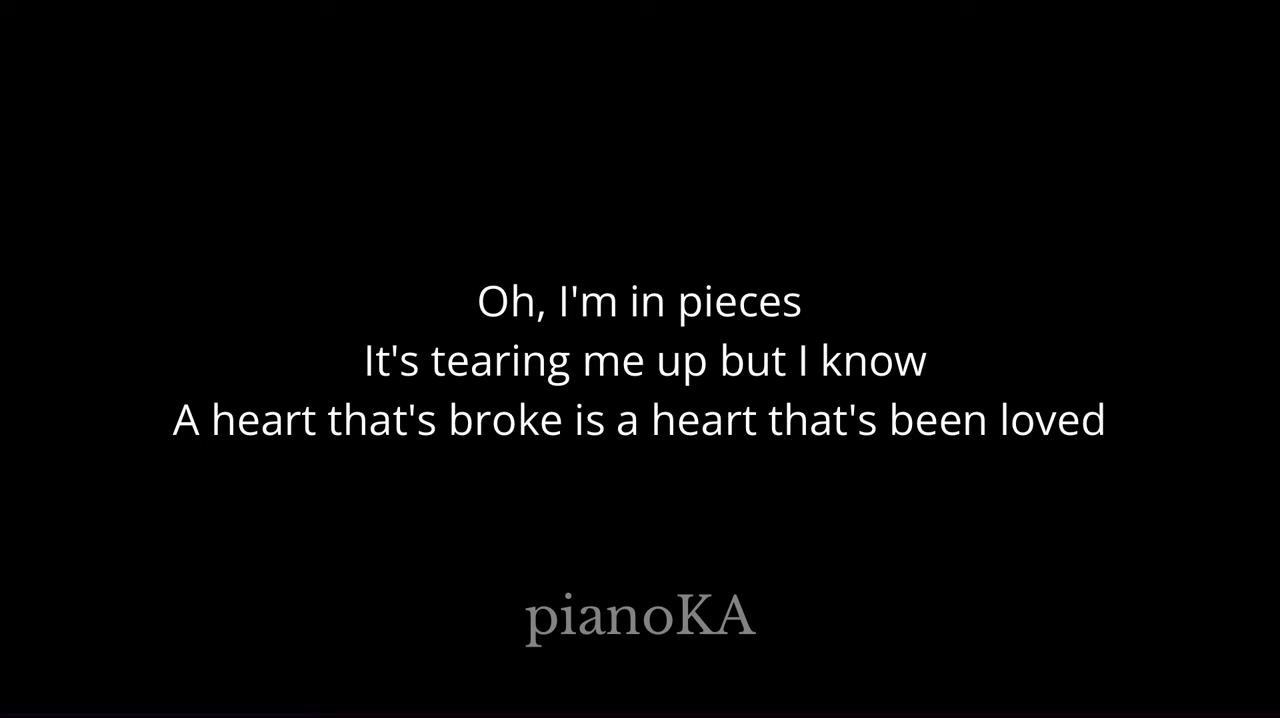 Oh, I'm in pieces
It's tearing me up but I know
A heart that's broke is a heart that's been loved
pianoKA